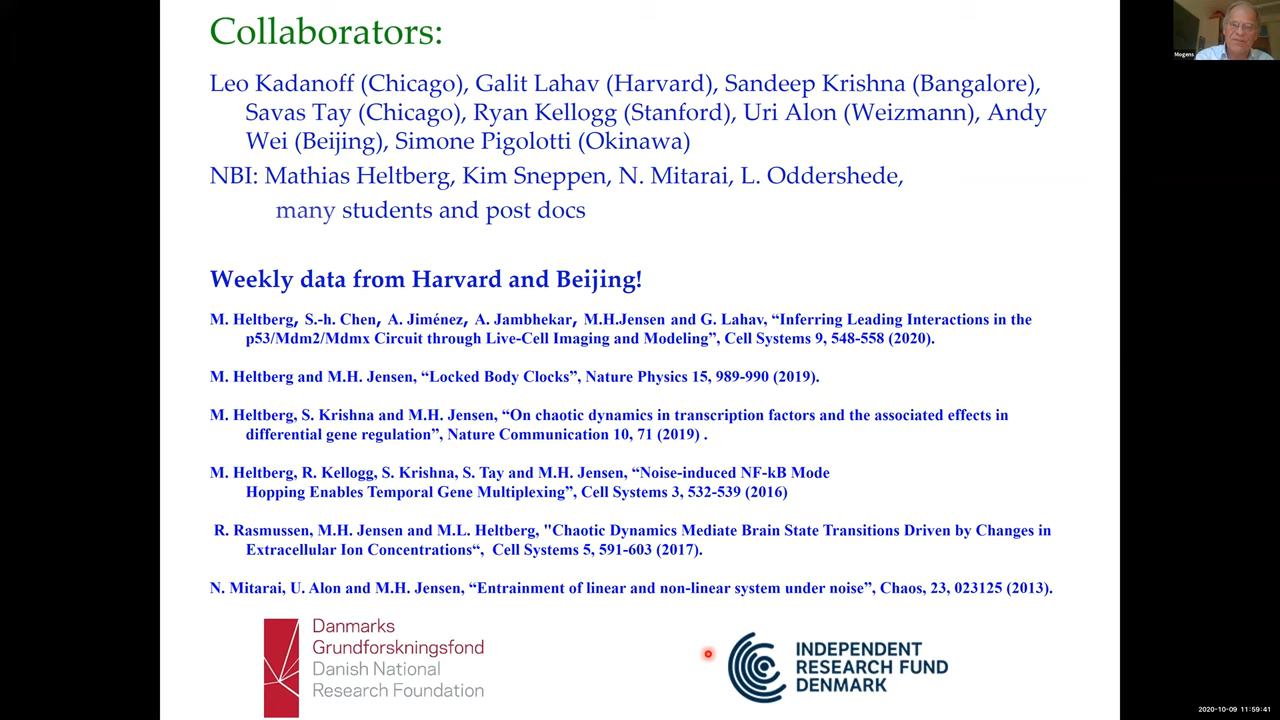 Collaborators:
Leo Kadanoff (Chicago), Galit Lahav (Harvard), Sandeep Krishna (Bangalore),
Savas Tay (Chicago), Ryan Kellogg (Stanford), Uri Alon (Weizmann), Andy
Wei (Beijing), Simone Pigolotti (Okinawa)
NBI: Mathias Heltberg, Kim Sneppen, N. Mitarai, L. Oddershede,
many students and post docs
Weekly data from Harvard and Beijing!
M. Heltberg, S.-h. Chen, A. Jiménez, A. Jambhekar, M.H.Jensen and G. Lahav, “Inferring Leading Interactions in the
p53/Mdm2/Mdmx Circuit through Live-Cell Imaging and Modeling”, Cell Systems 9, 548-558 (2020).
M. Heltberg and M.H. Jensen, “Locked Body Clocks”, Nature Physics 15, 989-990 (2019).
M. Heltberg, S. Krishna and M.H. Jensen, “On chaotic dynamics in transcription factors and the associated effects in
differential gene regulation”, Nature Communication 10, 71 (2019) .
M. Heltberg, R. Kellogg, S. Krishna, S. Tay and M.H. Jensen, “Noise-induced NF-kB Mode
Hopping Enables Temporal Gene Multiplexing”, Cell Systems 3, 532-539 (2016)
R. Rasmussen, M.H. Jensen and M.L. Heltberg, "Chaotic Dynamics Mediate Brain State Transitions Driven by Changes in
Extracellular Ion Concentrations“, Cell Systems 5, 591-603 (2017).
N. Mitarai, U. Alon and M.H. Jensen, “Entrainment of linear and non-linear system under noise”, Chaos, 23, 023125 (2013).
Danmarks
Grundforskningsfond
Danish National
Research Foundation
INDEPENDENT
RESEARCH FUND
DENMARK
Mogens
2020-10-09 11:59:41